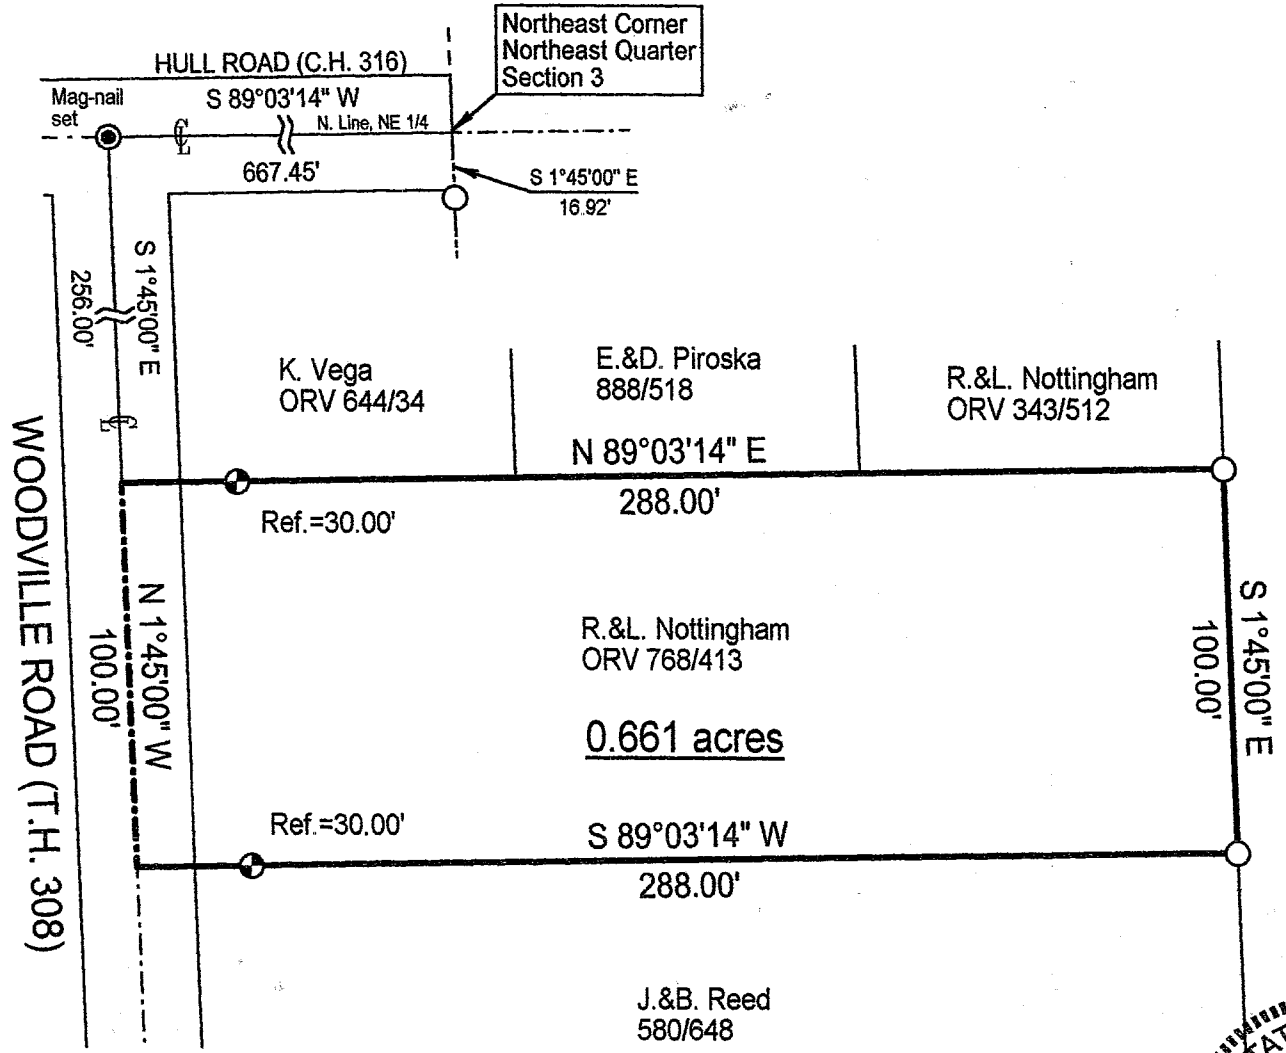 Northeast Corner
Northeast Quarter
Section 3
HULL ROAD (C.H. 316)
Mag-nail
set
S 89°03'14" W
N. Line, NE 1/4
667.45'
S 1°45'00" E
16.92'
S 1°45'00" E
256.00'
K. Vega
ORV 644/34
E.&D. Piroska
888/518
R.&L. Nottingham
ORV 343/512
N 89°03'14" E
288.00'
Ref.=30.00'
WOODVILLE ROAD (T.H. 308)
N 1°45'00" W
100.00'
R.&L. Nottingham
ORV 768/413
0.661 acres
S 1°45'00" E
100.00'
Ref.=30.00'
S 89°03'14" W
288.00'
J.&B. Reed
580/648